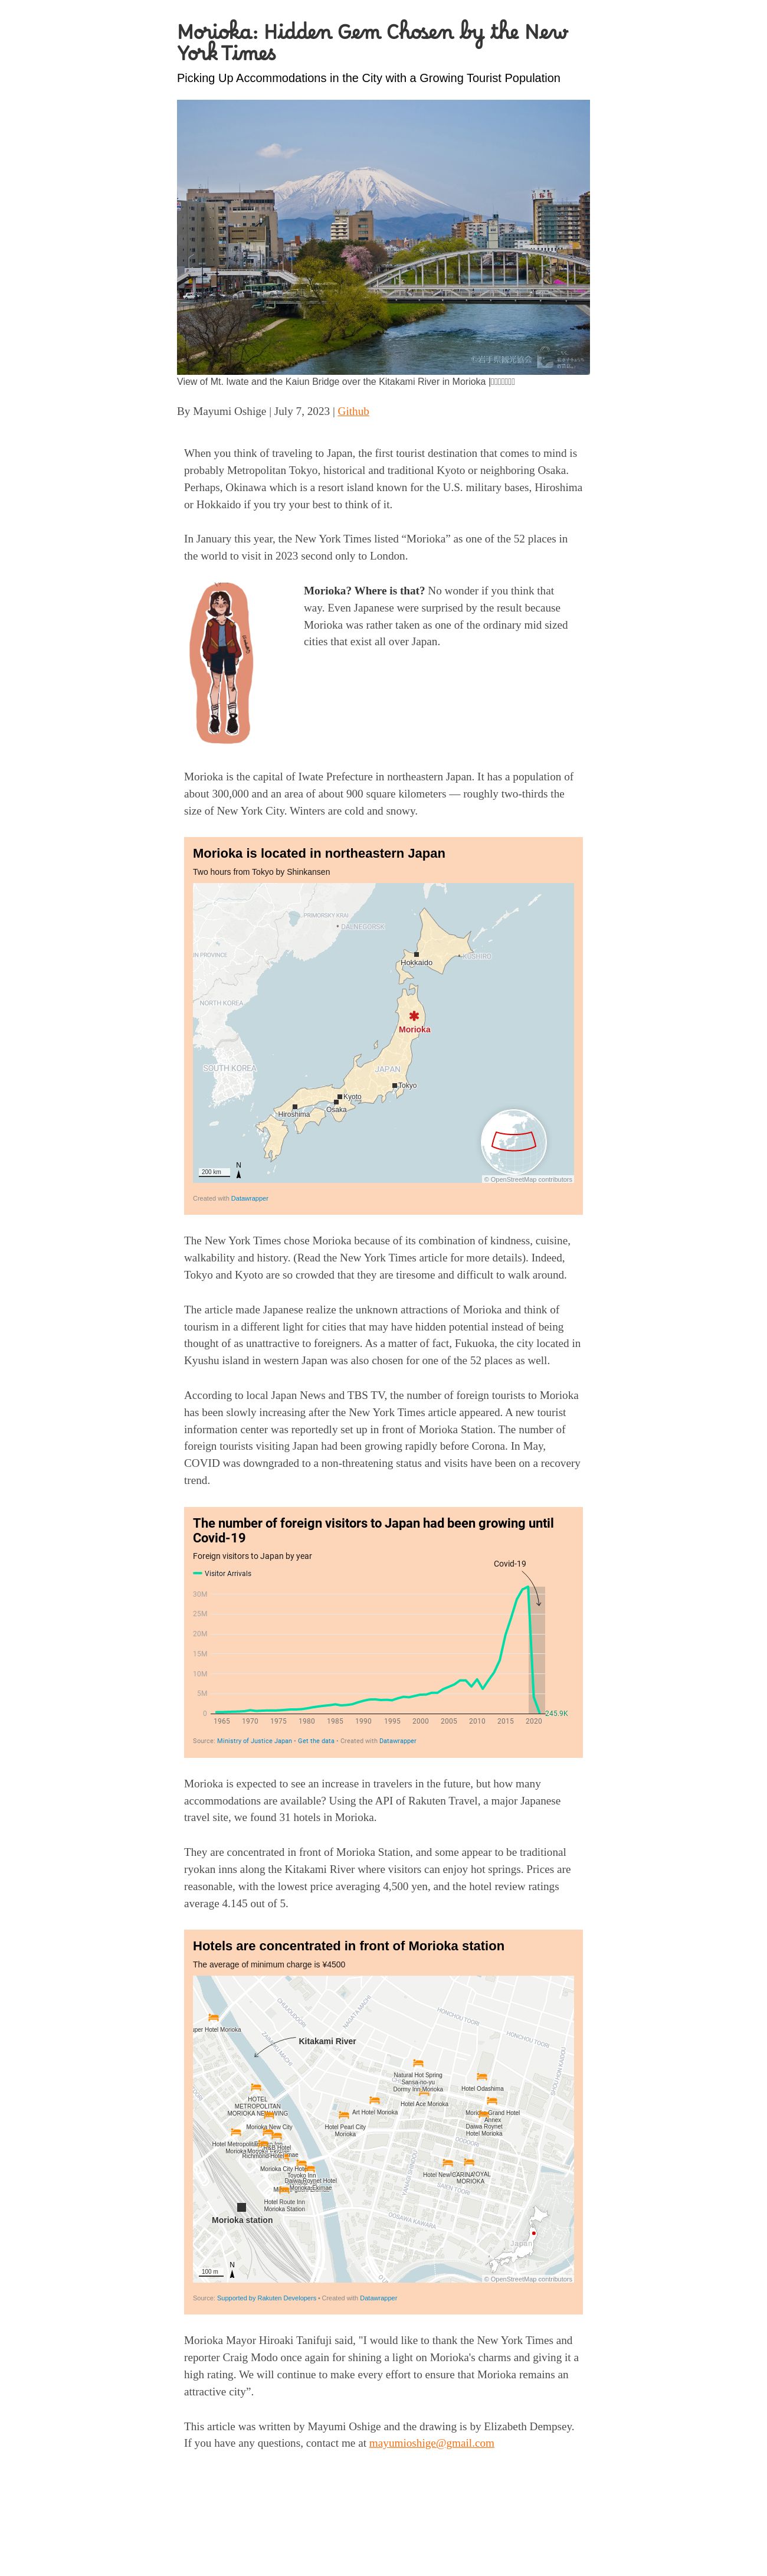 Morioka: Hidden Gem Chosen by the New
York Times
Picking Up Accommodations in the City with a Growing Tourist Population
View of Mt. Iwate and the Kaiun Bridge over the Kitakami River in Morioka |
By Mayumi Oshige | July 7, 2023 | Github
When you think of traveling to Japan, the first tourist destination that comes to mind is
probably Metropolitan Tokyo, historical and traditional Kyoto or neighboring Osaka.
Perhaps, Okinawa which is a resort island known for the U.S. military bases, Hiroshima
or Hokkaido if you try your best to think of it.
In January this year, the New York Times listed “Morioka” as one of the 52 places in
the world to visit in 2023 second only to London.
Morioka? Where is that? No wonder if you think that
way. Even Japanese were surprised by the result because
Morioka was rather taken as one of the ordinary mid sized
cities that exist all over Japan.
Morioka is the capital of Iwate Prefecture in northeastern Japan. It has a population of
about 300,000 and an area of about 900 square kilometers — roughly two-thirds the
size of New York City. Winters are cold and snowy.
Morioka is located in northeastern Japan
Two hours from Tokyo by Shinkansen
PRIMORSKY KRAI
DALNEGORSK
IN PROVINCE
Hokkaido
KUSHIRO
NORTH KOREA
Morioka
SOUTH KOREA
JAPAN
Tokyo
Kyoto
Osaka
Hiroshima
200 km
N
© OpenStreetMap contributors
Created with Datawrapper
The New York Times chose Morioka because of its combination of kindness, cuisine,
walkability and history. (Read the New York Times article for more details). Indeed,
Tokyo and Kyoto are so crowded that they are tiresome and difficult to walk around.
The article made Japanese realize the unknown attractions of Morioka and think of
tourism in a different light for cities that may have hidden potential instead of being
thought of as unattractive to foreigners. As a matter of fact, Fukuoka, the city located in
Kyushu island in western Japan was also chosen for one of the 52 places as well.
According to local Japan News and TBS TV, the number of foreign tourists to Morioka
has been slowly increasing after the New York Times article appeared. A new tourist
information center was reportedly set up in front of Morioka Station. The number of
foreign tourists visiting Japan had been growing rapidly before Corona. In May,
COVID was downgraded to a non-threatening status and visits have been on a recovery
trend.
The number of foreign visitors to Japan had been growing until
Covid-19
Foreign visitors to Japan by year
Covid-19
Visitor Arrivals
30M
25M
20M
15M
10M
5M
0
245.9K
1965 1970 1975 1980 1985 1990 1995 2000 2005 2010 2015 2020
Source: Ministry of Justice Japan • Get the data • Created with Datawrapper
Morioka is expected to see an increase in travelers in the future, but how many
accommodations are available? Using the API of Rakuten Travel, a major Japanese
travel site, we found 31 hotels in Morioka.
They are concentrated in front of Morioka Station, and some appear to be traditional
ryokan inns along the Kitakami River where visitors can enjoy hot springs. Prices are
reasonable, with the lowest price averaging 4,500 yen, and the hotel review ratings
average 4.145 out of 5.
Hotels are concentrated in front of Morioka station
The average of minimum charge is ¥4500
NAGATA MACHI
HONCHOU TOORI
HONCHOU TOORI
uper Hotel Morioka
Kitakami River
Natural Hot Spring
Sansa-no-yu
Dormy Inn Morioka
Hotel Odashima
HOTEL
METROPOLITAN
MORIOKA NEW WING
Hotel Ace Morioka
Art Hotel Morioka
Morioka Grand Hotel
Annex
Morioka New City
Hotel Pearl City
Morioka
Daiwa Roynet
Hotel Morioka
Morioka City Hotel
Toyoko Inn
Daiwa Roynet Hotel
Morioka Ekimae
MORIOKA
Hotel Route Inn
Morioka Station
Morioka station
OOSAWA KAWARA
Japan
100 m
N
© OpenStreetMap contributors
Source: Supported by Rakuten Developers • Created with Datawrapper
Morioka Mayor Hiroaki Tanifuji said, "I would like to thank the New York Times and
reporter Craig Modo once again for shining a light on Morioka's charms and giving it a
high rating. We will continue to make every effort to ensure that Morioka remains an
attractive city”.
This article was written by Mayumi Oshige and the drawing is by Elizabeth Dempsey.
If you have any questions, contact me at mayumioshige@gmail.com